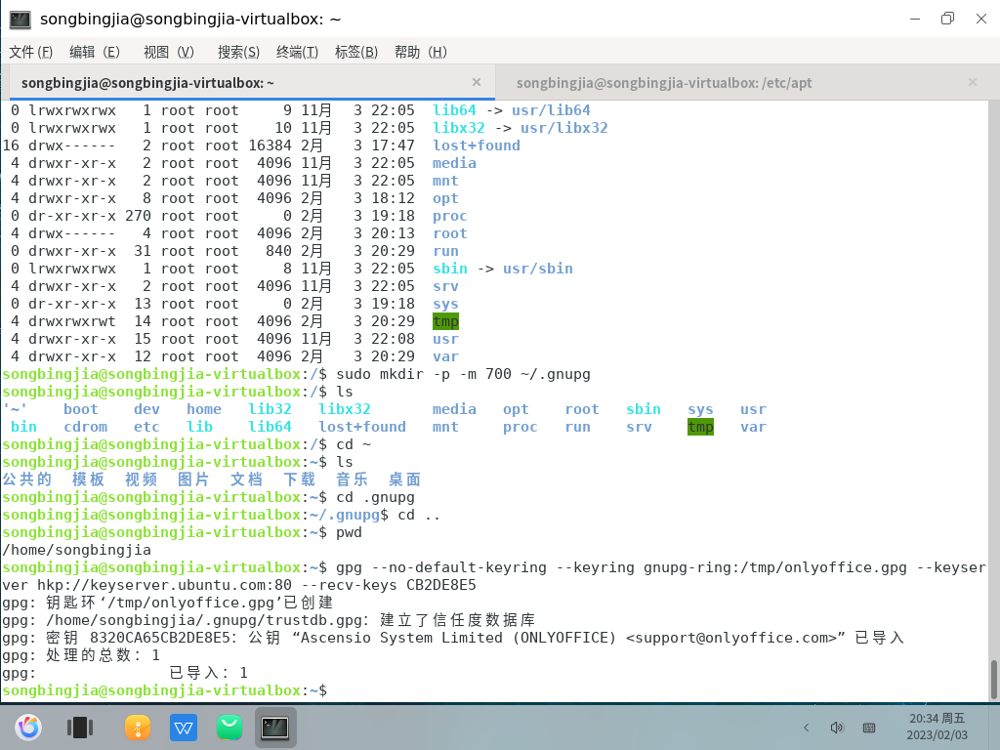 songbingjia@songbingjia-virtualbox: ~
文件(F) 编辑（E） 视图（V） 搜索(S) 终端(T) 标签(B) 帮助（H）
songbingjia@songbingjia-virtualbox: ~ × songbingjia@songbingjia-virtualbox: /etc/apt ×
0 lrwxrwxrwx 1 root root 9 11月 3 22:05 lib64 -> usr/lib64
0 lrwxrwxrwx 1 root root 10 11月 3 22:05 libx32 -> usr/libx32
16 drwx------ 2 root root 16384 2月 3 17:47 lost+found
4 drwxr-xr-x 2 root root 4096 11月 3 22:05 media
4 drwxr-xr-x 2 root root 4096 11月 3 22:05 mnt
4 drwxr-xr-x 8 root root 4096 2月 3 18:12 opt
0 dr-xr-xr-x 270 root root 0 2月 3 19:18 proc
4 drwx------ 4 root root 4096 2月 3 20:13 root
0 drwxr-xr-x 31 root root 840 2月 3 20:29 run
0 lrwxrwxrwx 1 root root 8 11月 3 22:05 sbin -> usr/sbin
4 drwxr-xr-x 2 root root 4096 11月 3 22:05 srv
0 dr-xr-xr-x 13 root root 0 2月 3 19:18 sys
4 drwxrwxrwt 14 root root 4096 2月 3 20:29 tmp
4 drwxr-xr-x 15 root root 4096 11月 3 22:08 usr
4 drwxr-xr-x 12 root root 4096 2月 3 20:29 var
songbingjia@songbingjia-virtualbox:/$ sudo mkdir -p -m 700 ~/.gnupg
songbingjia@songbingjia-virtualbox:/$ ls
'~' boot dev home lib32 libx32 media opt root sbin sys usr
bin cdrom etc lib lib64 lost+found mnt proc run srv tmp var
songbingjia@songbingjia-virtualbox:/$ cd ~
songbingjia@songbingjia-virtualbox:~$ ls
公共的 模板 视频 图片 文档 下载 音乐 桌面
songbingjia@songbingjia-virtualbox:~$ cd .gnupg
songbingjia@songbingjia-virtualbox:~/.gnupg$ cd ..
songbingjia@songbingjia-virtualbox:~$ pwd
/home/songbingjia
songbingjia@songbingjia-virtualbox:~$ gpg --no-default-keyring --keyring gnupg-ring:/tmp/onlyoffice.gpg --keyser
ver hkp://keyserver.ubuntu.com:80 --recv-keys CB2DE8E5
gpg: 钥匙环‘/tmp/onlyoffice.gpg’已创建
gpg: /home/songbingjia/.gnupg/trustdb.gpg：建立了信任度数据库
gpg: 密钥 8320CA65CB2DE8E5：公钥 “Ascensio System Limited (ONLYOFFICE) <support@onlyoffice.com>” 已导入
gpg: 处理的总数：1
gpg: 已导入：1
songbingjia@songbingjia-virtualbox:~$
20:34 周五
2023/02/03